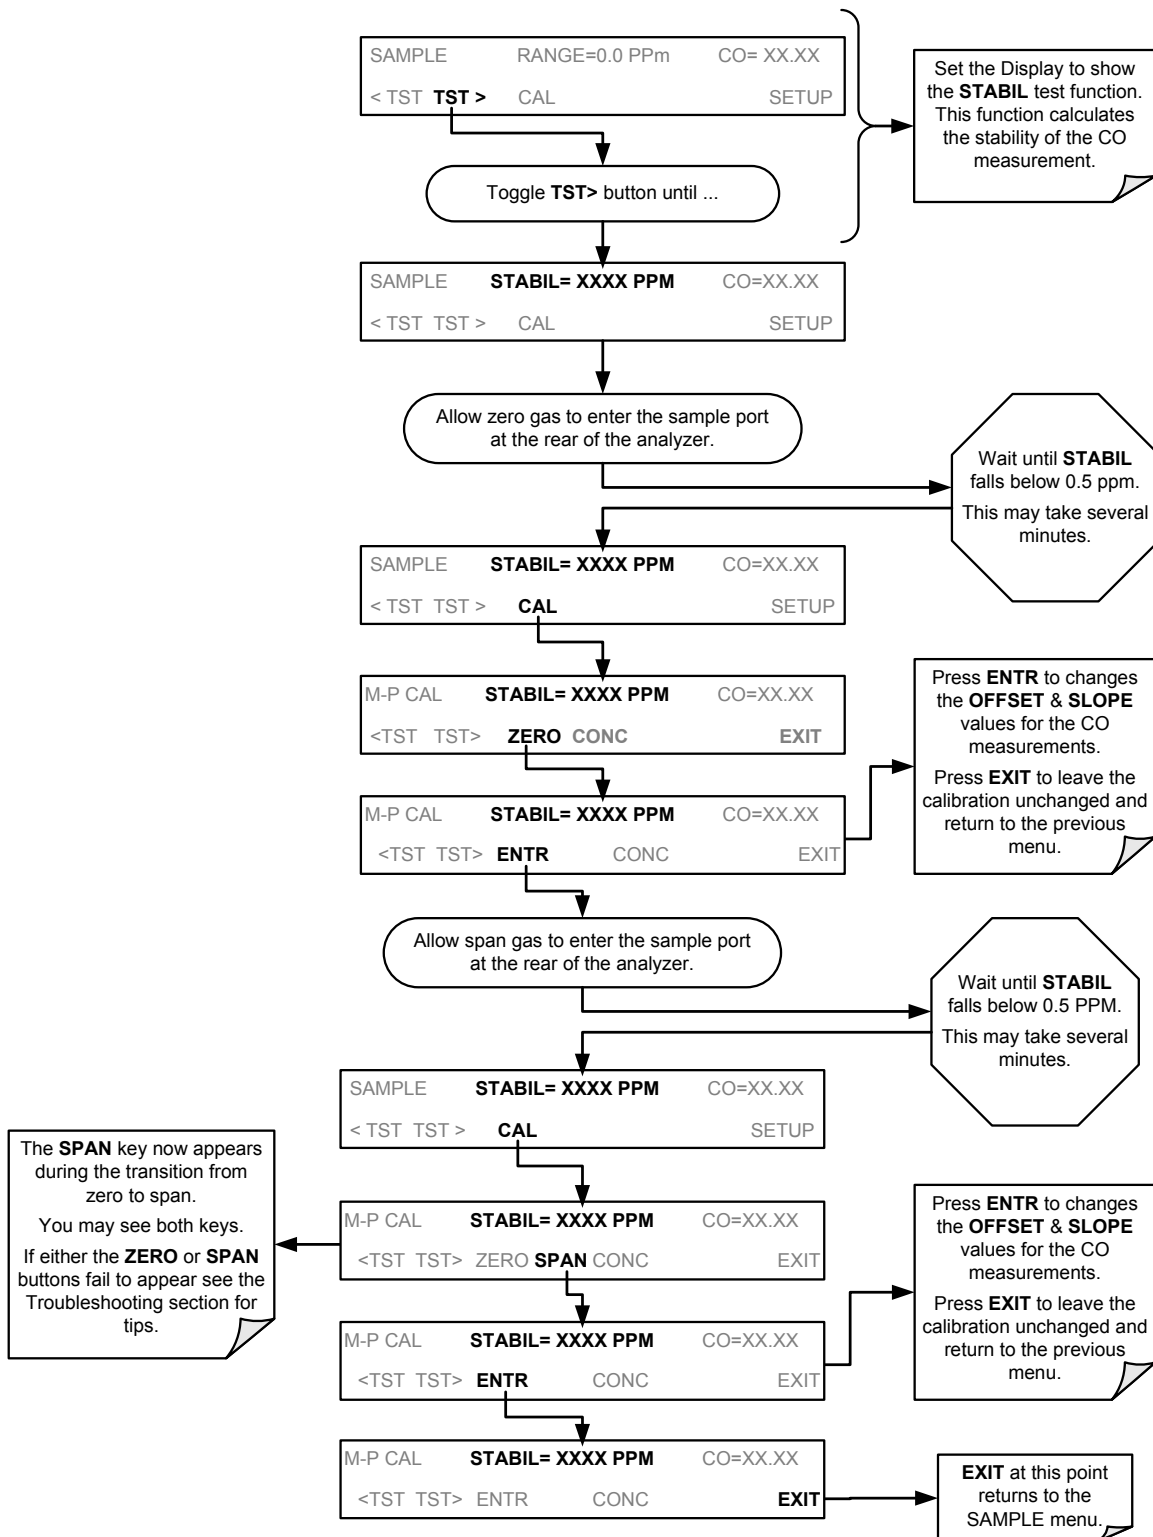 SAMPLE RANGE=0.0 PPm CO= XX.XX
< TST TST > CAL SETUP
Set the Display to show
the STABIL test function.
This function calculates
the stability of the CO
measurement.
Toggle TST> button until ...
SAMPLE STABIL= XXXX PPM CO=XX.XX
< TST TST > CAL SETUP
Allow zero gas to enter the sample port
at the rear of the analyzer.
Wait until STABIL
falls below 0.5 ppm.
This may take several
minutes.
SAMPLE STABIL= XXXX PPM CO=XX.XX
< TST TST > CAL SETUP
M-P CAL STABIL= XXXX PPM CO=XX.XX
<TST TST> ZERO CONC EXIT
M-P CAL STABIL= XXXX PPM CO=XX.XX
<TST TST> ENTR CONC EXIT
Press ENTR to changes
the OFFSET & SLOPE
values for the CO
measurements.
Press EXIT to leave the
calibration unchanged and
return to the previous
menu.
Allow span gas to enter the sample port
at the rear of the analyzer.
Wait until STABIL
falls below 0.5 PPM.
This may take several
minutes.
SAMPLE STABIL= XXXX PPM CO=XX.XX
< TST TST > CAL SETUP
The SPAN key now appears
during the transition from
zero to span.
You may see both keys.
If either the ZERO or SPAN
buttons fail to appear see the
Troubleshooting section for
tips.
M-P CAL STABIL= XXXX PPM CO=XX.XX
<TST TST> ZERO SPAN CONC EXIT
M-P CAL STABIL= XXXX PPM CO=XX.XX
<TST TST> ENTR CONC EXIT
Press ENTR to changes
the OFFSET & SLOPE
values for the CO
measurements.
Press EXIT to leave the
calibration unchanged and
return to the previous
menu.
M-P CAL STABIL= XXXX PPM CO=XX.XX
<TST TST> ENTR CONC EXIT
EXIT at this point
returns to the
SAMPLE menu.